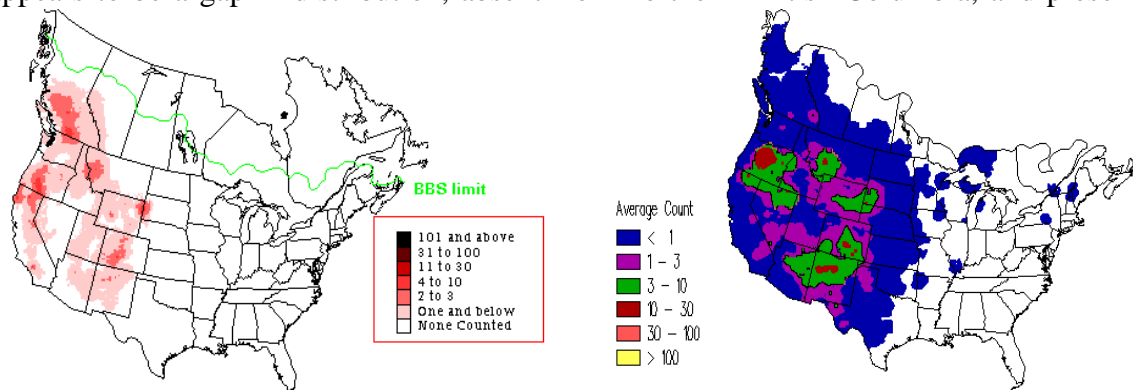 BBS limit
101 and above
31 to 100
11 to 30
4 to 10
2 to 3
One and below
None Counted
Average Count
< 1
1 - 3
3 - 10
10 - 30
30 - 100
> 100